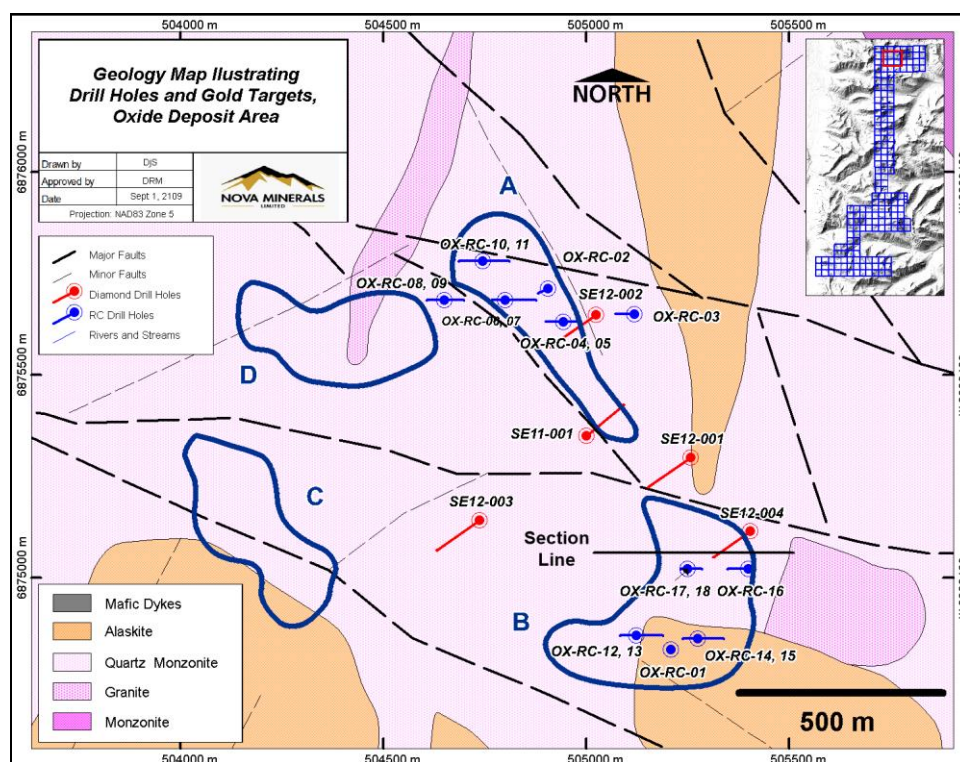 504000 m
504500 m
505000 m
505500 m
Geology Map Ilustrating
Drill Holes and Gold Targets,
Oxide Deposit Area
Drawn by
DjS
Approved by
DRM
Date
Sept 1, 2109
Projection: NAD83 Zone 5
NOVA MINERALS
LIMITED
NORTH
6876000 m
6875500 m
6875000 m
Major Faults
Minor Faults
Diamond Drill Holes
RC Drill Holes
Rivers and Streams
A
OX-RC-10, 11
OX-RC-02
OX-RC-08, 09
SE12-002
OX-RC-06, 07
OX-RC-03
OX-RC-04, 05
D
SE11-001
SE12-001
C
SE12-003
SE12-004
Section
Line
OX-RC-17, 18
OX-RC-16
B
OX-RC-12, 13
OX-RC-14, 15
OX-RC-01
Mafic Dykes
Alaskite
Quartz Monzonite
Granite
Monzonite
500 m
504000 m
504500 m
505000 m
505500 m